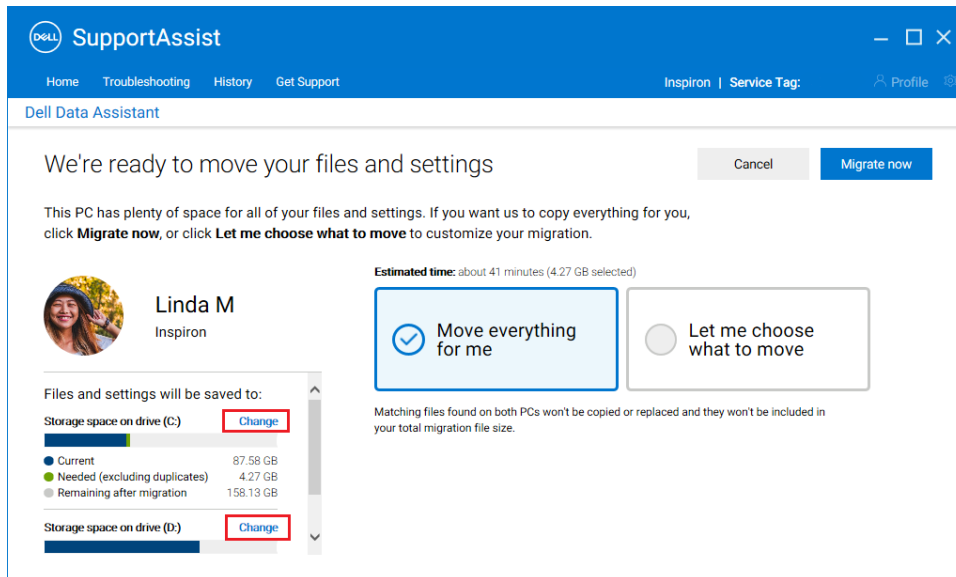 DELL SupportAssist
Home Troubleshooting History Get Support Inspiron | Service Tag: Profile
Dell Data Assistant
We're ready to move your files and settings Cancel Migrate now
This PC has plenty of space for all of your files and settings. If you want us to copy everything for you,
click Migrate now, or click Let me choose what to move to customize your migration.
Estimated time: about 41 minutes (4.27 GB selected)
Linda M
Inspiron
Move everything
for me
Let me choose
what to move
Matching files found on both PCs won't be copied or replaced and they won't be included in
your total migration file size.
Files and settings will be saved to:
Storage space on drive (C:) Change
Current 87.58 GB
Needed (excluding duplicates) 4.27 GB
Remaining after migration 158.13 GB
Storage space on drive (D:) Change